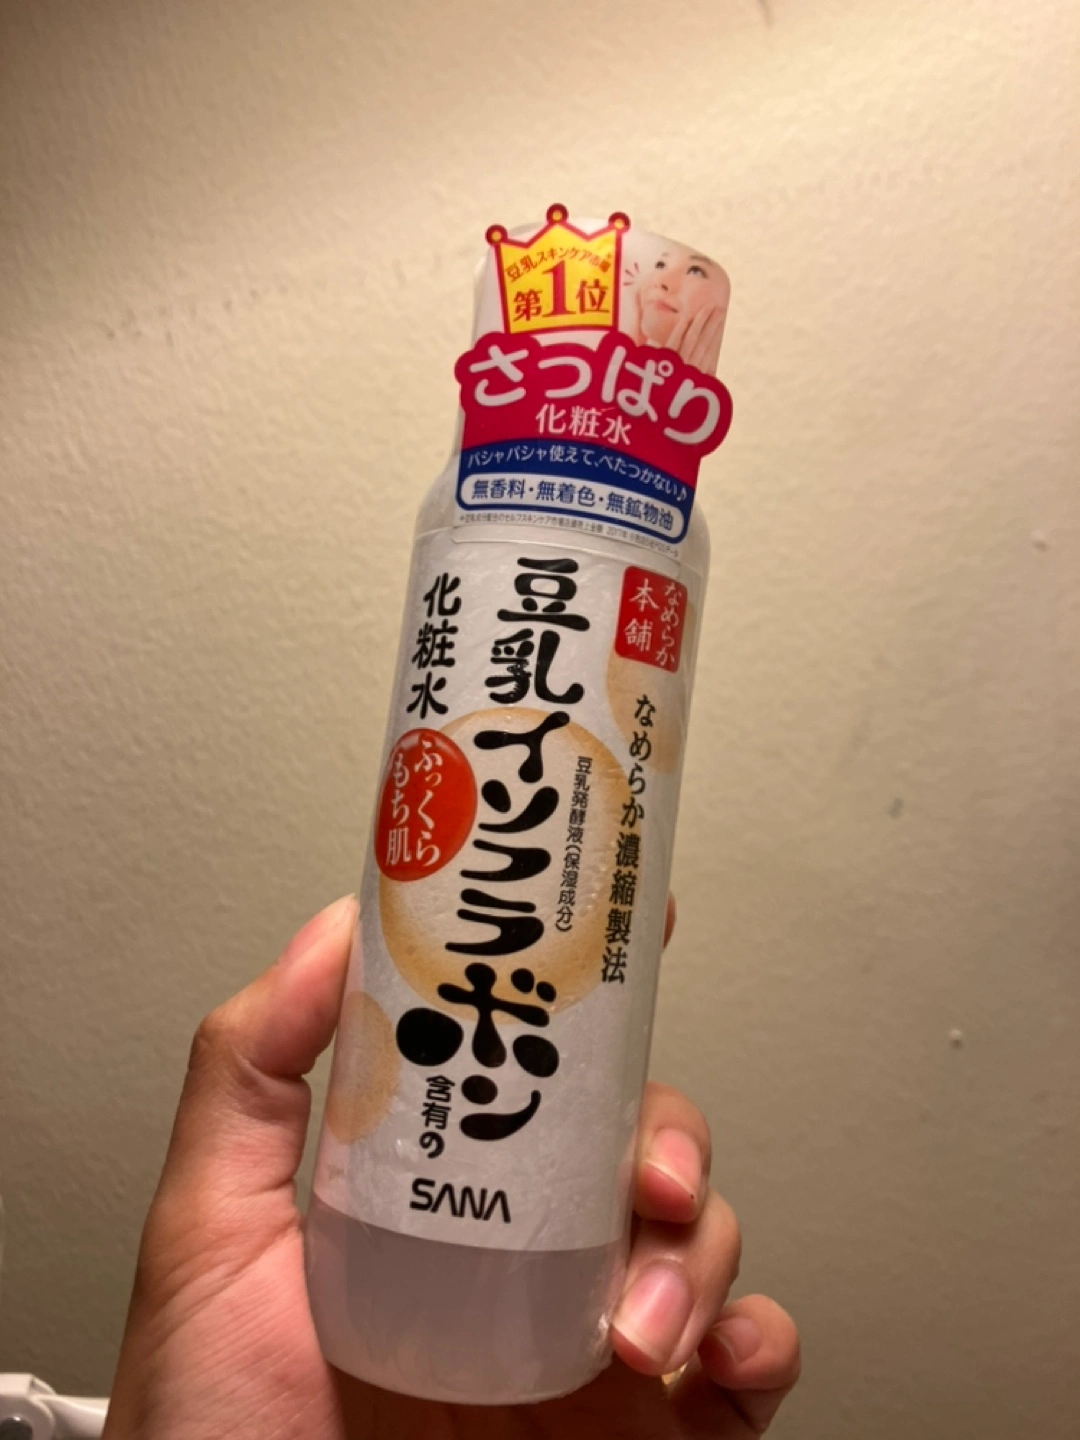 豆乳スキンケア市場
第1位
さっぱり
化粧水
パシャパシャ使えて、べたつかない♪
無香料・無着色・無鉱物油
なめらか
本舗
なめらか濃縮製法
豆乳発酵液(保湿成分)
豆乳イソフラボン
含有の
化粧水
ふっくら
もち肌
SANA